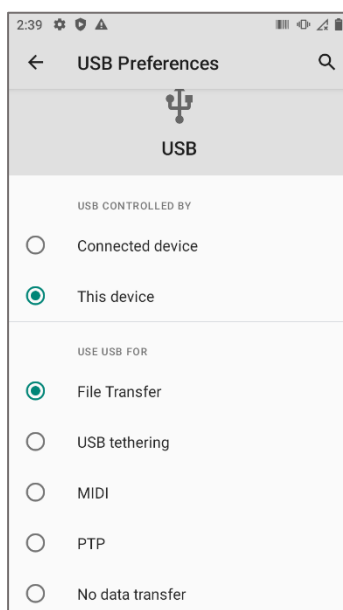 2:39
USB Preferences
USB
USB CONTROLLED BY
Connected device
This device
USE USB FOR
File Transfer
USB tethering
MIDI
PTP
No data transfer